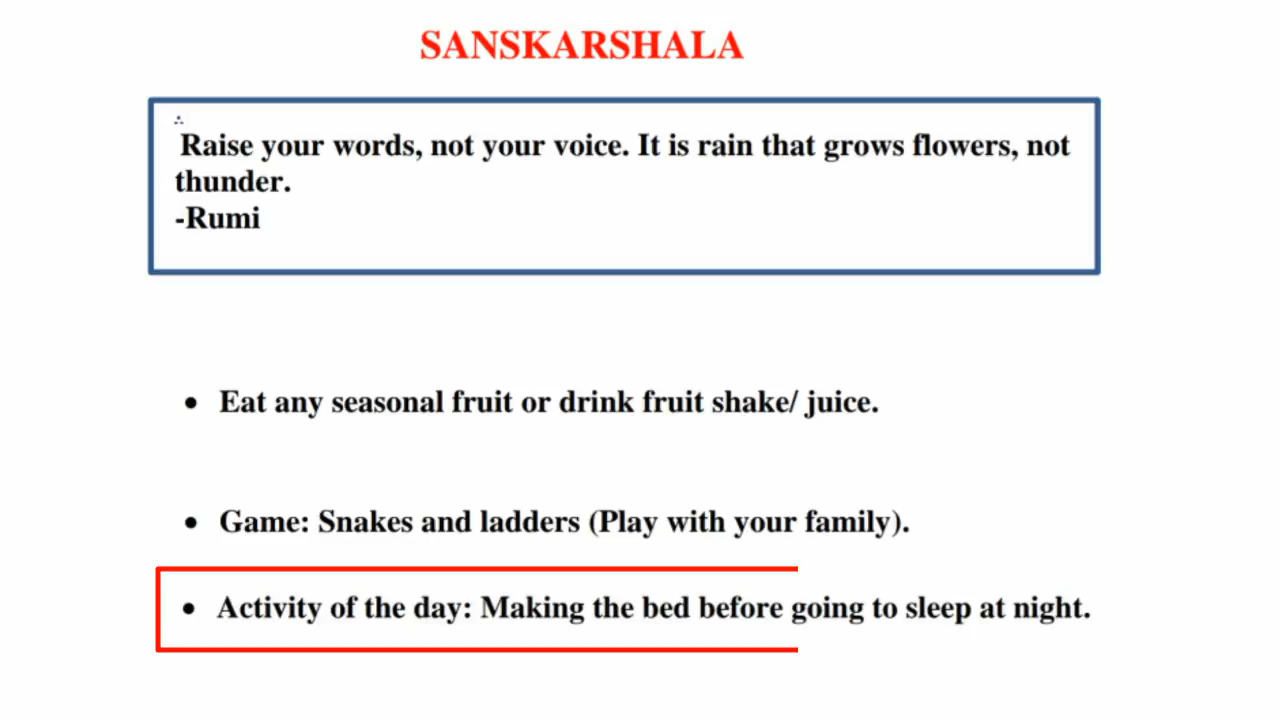 SANSKARSHALA
Raise your words, not your voice. It is rain that grows flowers, not
thunder.
-Rumi
• Eat any seasonal fruit or drink fruit shake/ juice.
• Game: Snakes and ladders (Play with your family).
• Activity of the day: Making the bed before going to sleep at night.